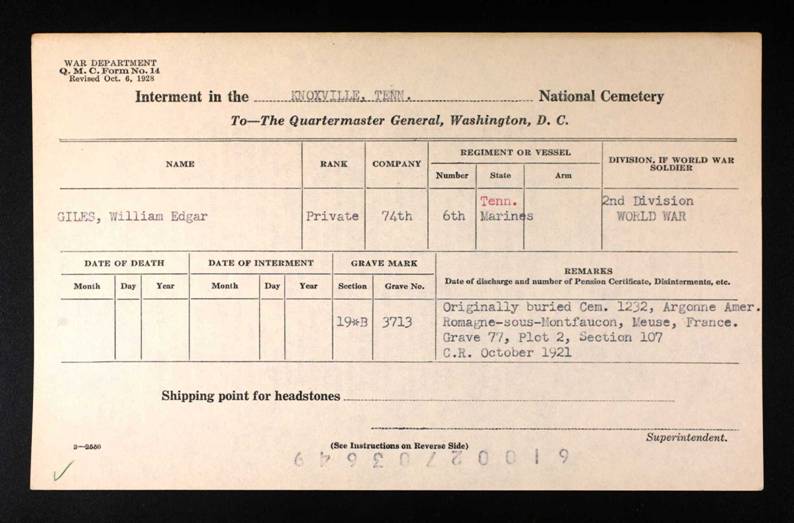 WAR DEPARTMENT
Q. M. C. Form No. 14
Revised Oct. 6, 1928
Interment in the KNOXVILLE, TENN. National Cemetery
To—The Quartermaster General, Washington, D. C.
NAME RANK COMPANY REGIMENT OR VESSEL DIVISION, IF WORLD WAR SOLDIER
Number State Arm
GILES, William Edgar Private 74th 6th Tenn. Marines 2nd Division WORLD WAR
DATE OF DEATH DATE OF INTERMENT GRAVE MARK REMARKS
Date of discharge and number of Pension Certificate, Disinterments, etc.
Month Day Year Month Day Year Section Grave No.
19*B 3713
Originally buried Cem. 1232, Argonne Amer.
Romagne-sous-Montfaucon, Meuse, France.
Grave 77, Plot 2, Section 107
C.R. October 1921
Shipping point for headstones
Superintendent.
(See Instructions on Reverse Side)